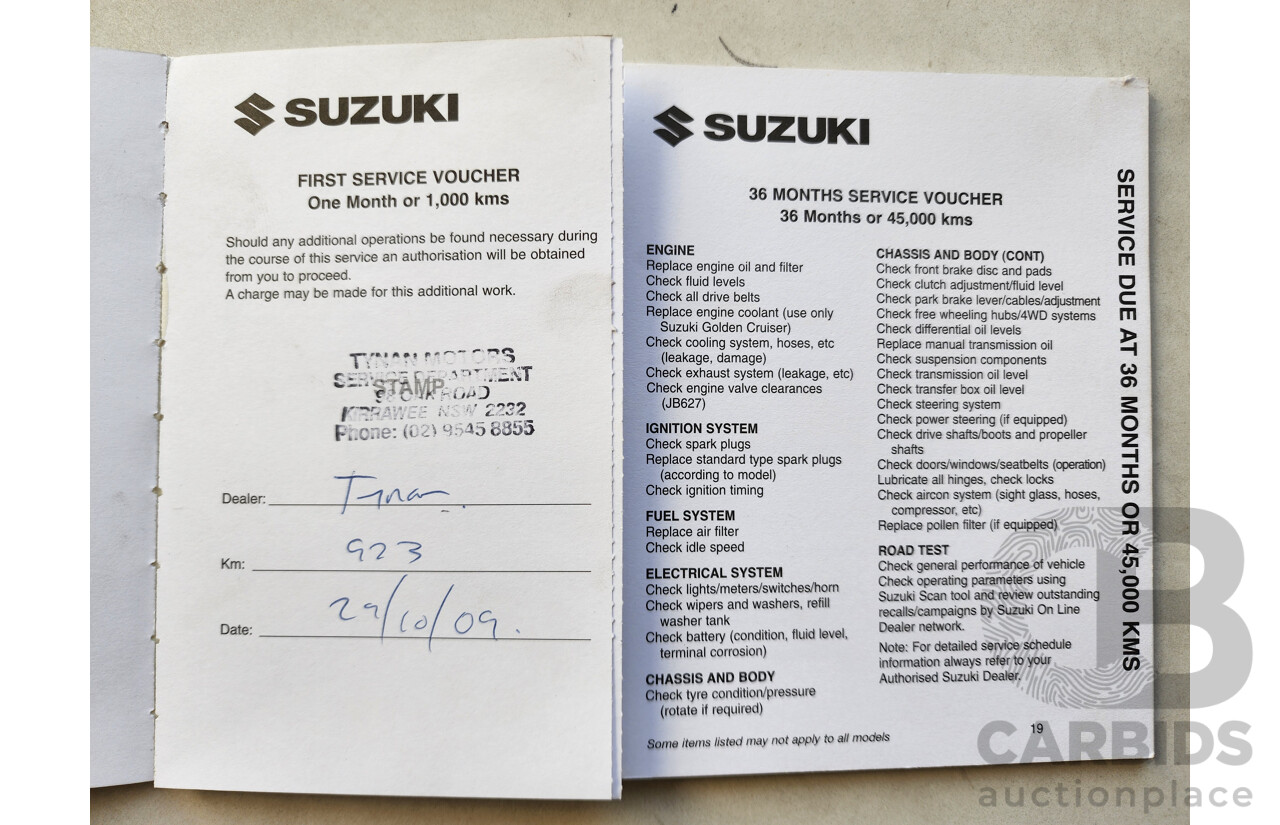 SUZUKI
FIRST SERVICE VOUCHER
One Month or 1,000 kms
Should any additional operations be found necessary during
the course of this service an authorisation will be obtained
from you to proceed.
A charge may be made for this additional work.
TYNAN MOTORS
SERVICE DEPARTMENT
STAMP
98 OAK ROAD
KIRRAWEE NSW 2232
Phone: (02) 9545 8855
Dealer: Tynan
Km: 923
Date: 29/10/09.
SUZUKI
36 MONTHS SERVICE VOUCHER
36 Months or 45,000 kms
ENGINE
Replace engine oil and filter
Check fluid levels
Check all drive belts
Replace engine coolant (use only
Suzuki Golden Cruiser)
Check cooling system, hoses, etc
(leakage, damage)
Check exhaust system (leakage, etc)
Check engine valve clearances
(JB627)
IGNITION SYSTEM
Check spark plugs
Replace standard type spark plugs
(according to model)
Check ignition timing
FUEL SYSTEM
Replace air filter
Check idle speed
ELECTRICAL SYSTEM
Check lights/meters/switches/horn
Check wipers and washers, refill
washer tank
Check battery (condition, fluid level,
terminal corrosion)
CHASSIS AND BODY
Check tyre condition/pressure
(rotate if required)
Some items listed may not apply to all models
CHASSIS AND BODY (CONT)
Check front brake disc and pads
Check clutch adjustment/fluid level
Check park brake lever/cables/adjustment
Check free wheeling hubs/4WD systems
Check differential oil levels
Replace manual transmission oil
Check suspension components
Check transmission oil level
Check transfer box oil level
Check steering system
Check power steering (if equipped)
Check drive shafts/boots and propeller
shafts
Check doors/windows/seatbelts (operation)
Lubricate all hinges, check locks
Check aircon system (sight glass, hoses,
compressor, etc)
Replace pollen filter (if equipped)
ROAD TEST
Check general performance of vehicle
Check operating parameters using
Suzuki Scan tool and review outstanding
recalls/campaigns by Suzuki On Line
Dealer network.
Note: For detailed service schedule
information always refer to your
Authorised Suzuki Dealer.
19
SERVICE DUE AT 36 MONTHS OR 45,000 KMS
CB
CARBIDS
auctionplace